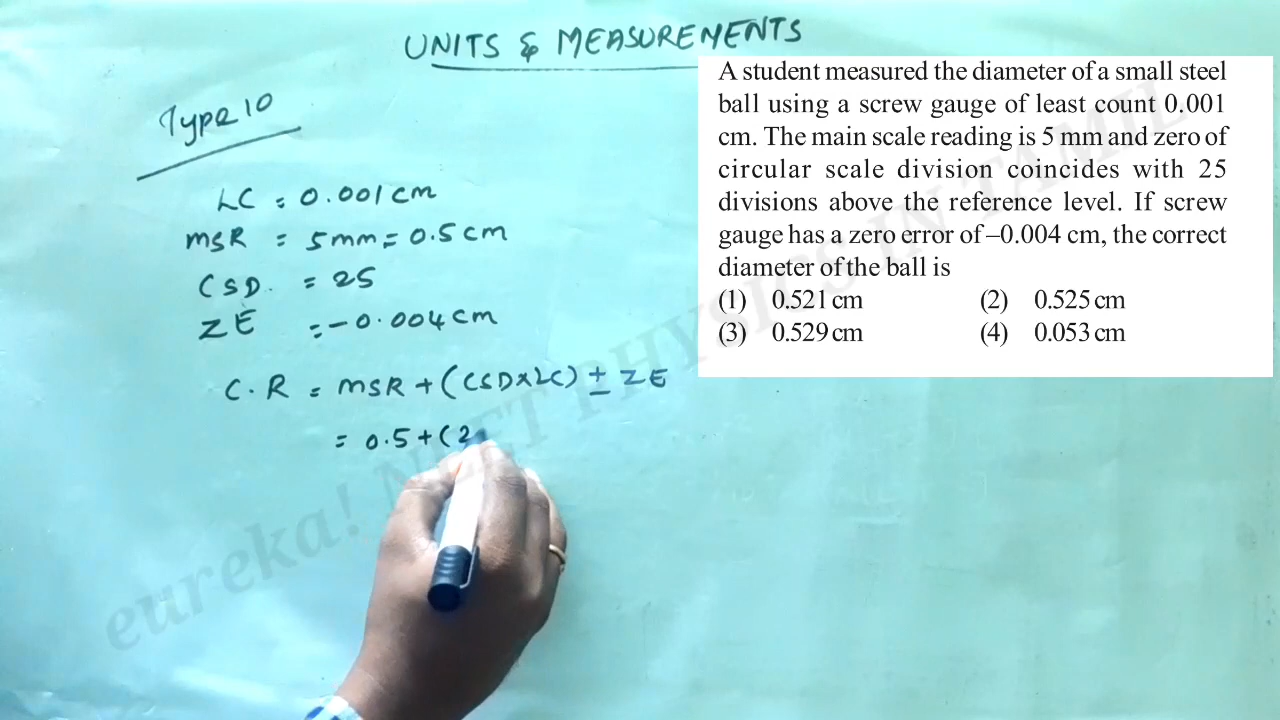 UNITS & MEASUREMENTS
Type 10
LC = 0.001 cm
MSR = 5mm = 0.5 cm
CSD. = 25
ZE = -0.004 cm
C.R = MSR + (CSD×LC) ± ZE
= 0.5 + (2
A student measured the diameter of a small steel
ball using a screw gauge of least count 0.001
cm. The main scale reading is 5 mm and zero of
circular scale division coincides with 25
divisions above the reference level. If screw
gauge has a zero error of –0.004 cm, the correct
diameter of the ball is
(1) 0.521 cm (2) 0.525 cm
(3) 0.529 cm (4) 0.053 cm
eureka! NEET PHYSICS IN TAMIL